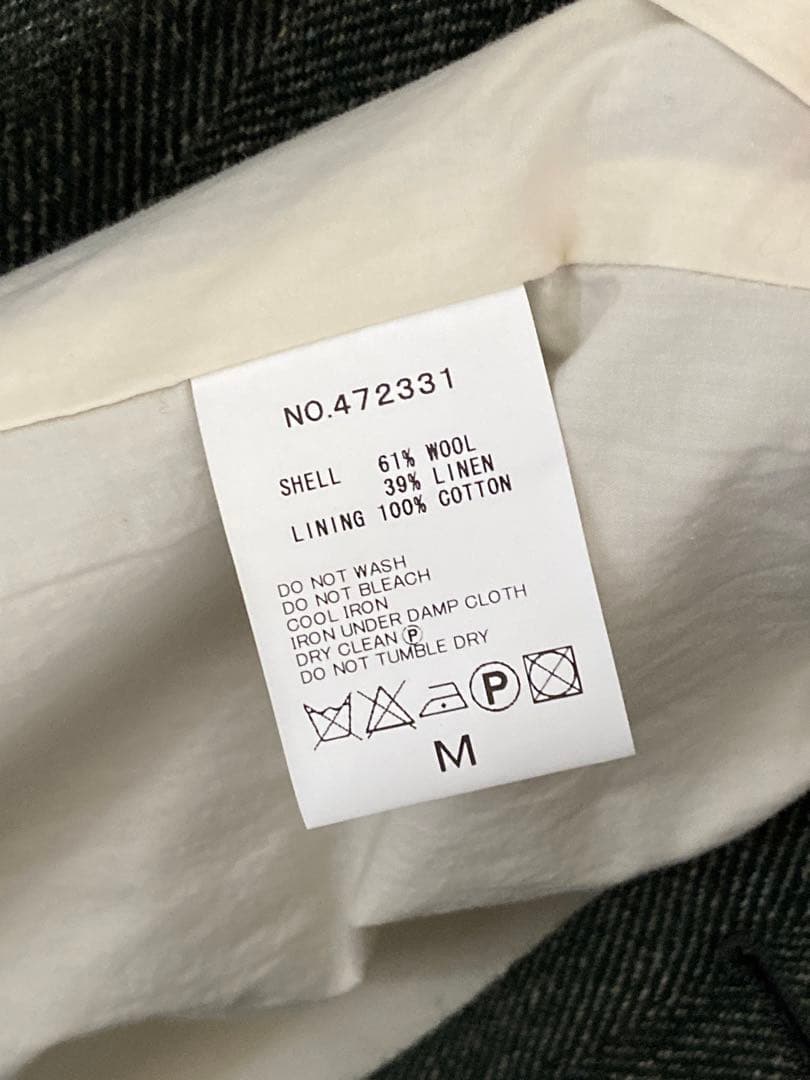 NO.472331
SHELL 61% WOOL
39% LINEN
LINING 100% COTTON
DO NOT WASH
DO NOT BLEACH
COOL IRON
IRON UNDER DAMP CLOTH
DRY CLEAN Ⓟ
DO NOT TUMBLE DRY
P
M